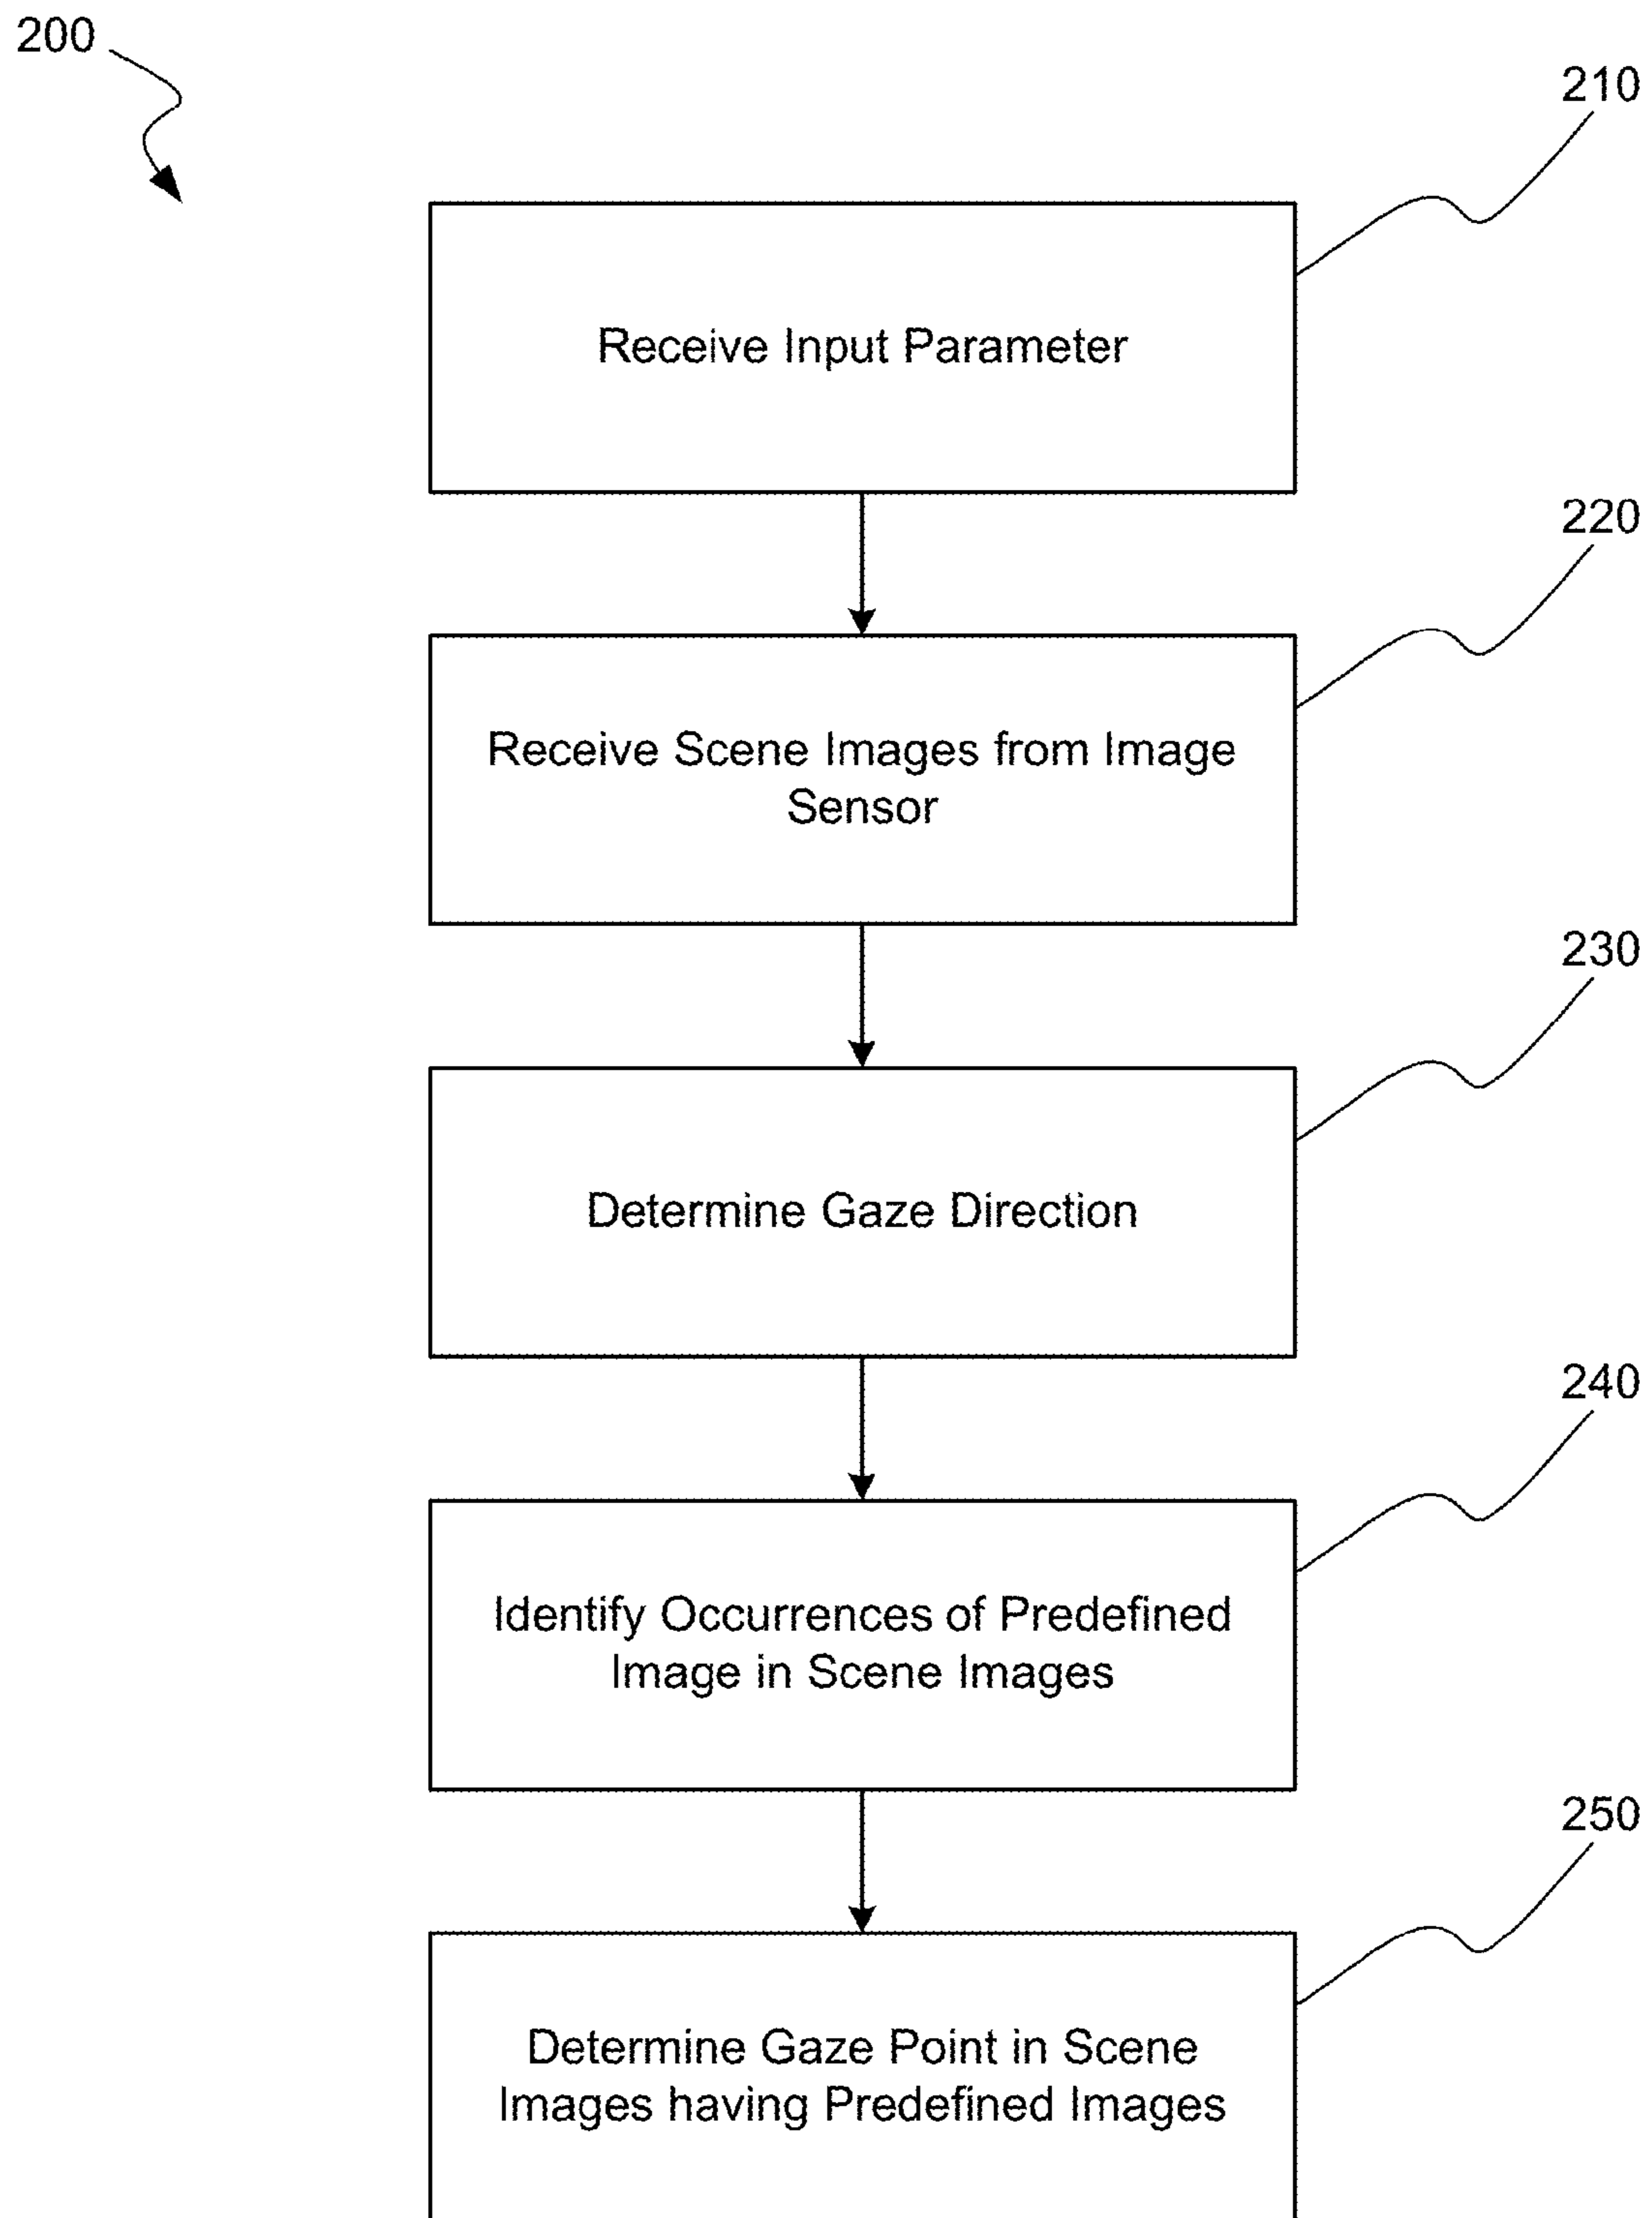 200
210
Receive Input Parameter
220
Receive Scene Images from Image
Sensor
230
Determine Gaze Direction
240
Identify Occurrences of Predefined
Image in Scene Images
250
Determine Gaze Point in Scene
Images having Predefined Images